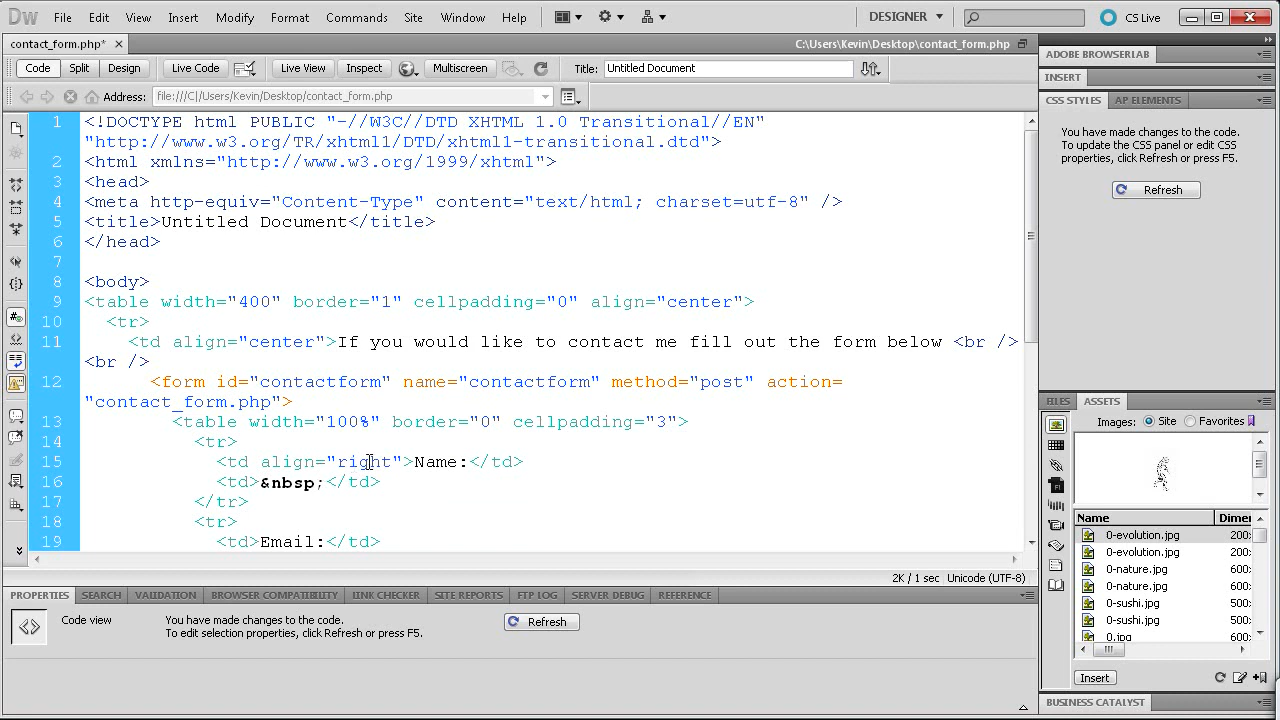 Dw File Edit View Insert Modify Format Commands Site Window Help DESIGNER CS Live
contact_form.php* C:\Users\Kevin\Desktop\contact_form.php
Code Split Design Live Code Live View Inspect Multiscreen Title: Untitled Document
Address: file:///C|/Users/Kevin/Desktop/contact_form.php
1 <!DOCTYPE html PUBLIC "-//W3C//DTD XHTML 1.0 Transitional//EN"
"http://www.w3.org/TR/xhtml1/DTD/xhtml1-transitional.dtd">
2 <html xmlns="http://www.w3.org/1999/xhtml">
3 <head>
4 <meta http-equiv="Content-Type" content="text/html; charset=utf-8" />
5 <title>Untitled Document</title>
6 </head>
7
8 <body>
9 <table width="400" border="1" cellpadding="0" align="center">
10 <tr>
11 <td align="center">If you would like to contact me fill out the form below <br />
<br />
12 <form id="contactform" name="contactform" method="post" action=
"contact_form.php">
13 <table width="100%" border="0" cellpadding="3">
14 <tr>
15 <td align="right">Name:</td>
16 <td>&nbsp;</td>
17 </tr>
18 <tr>
19 <td>Email:</td>
2K / 1 sec Unicode (UTF-8)
PROPERTIES SEARCH VALIDATION BROWSER COMPATIBILITY LINK CHECKER SITE REPORTS FTP LOG SERVER DEBUG REFERENCE
Code view
You have made changes to the code.
To edit selection properties, click Refresh or press F5.
Refresh
ADOBE BROWSERLAB
INSERT
CSS STYLES AP ELEMENTS
You have made changes to the code.
To update the CSS panel or edit CSS
properties, click Refresh or press F5.
Refresh
FILES ASSETS
Images: Site Favorites
Name Dimer
0-evolution.jpg 200:
0-evolution.jpg 200:
0-nature.jpg 600:
0-nature.jpg 600:
0-sushi.jpg 500:
0-sushi.jpg 500:
0.jpg 600:
Insert
BUSINESS CATALYST